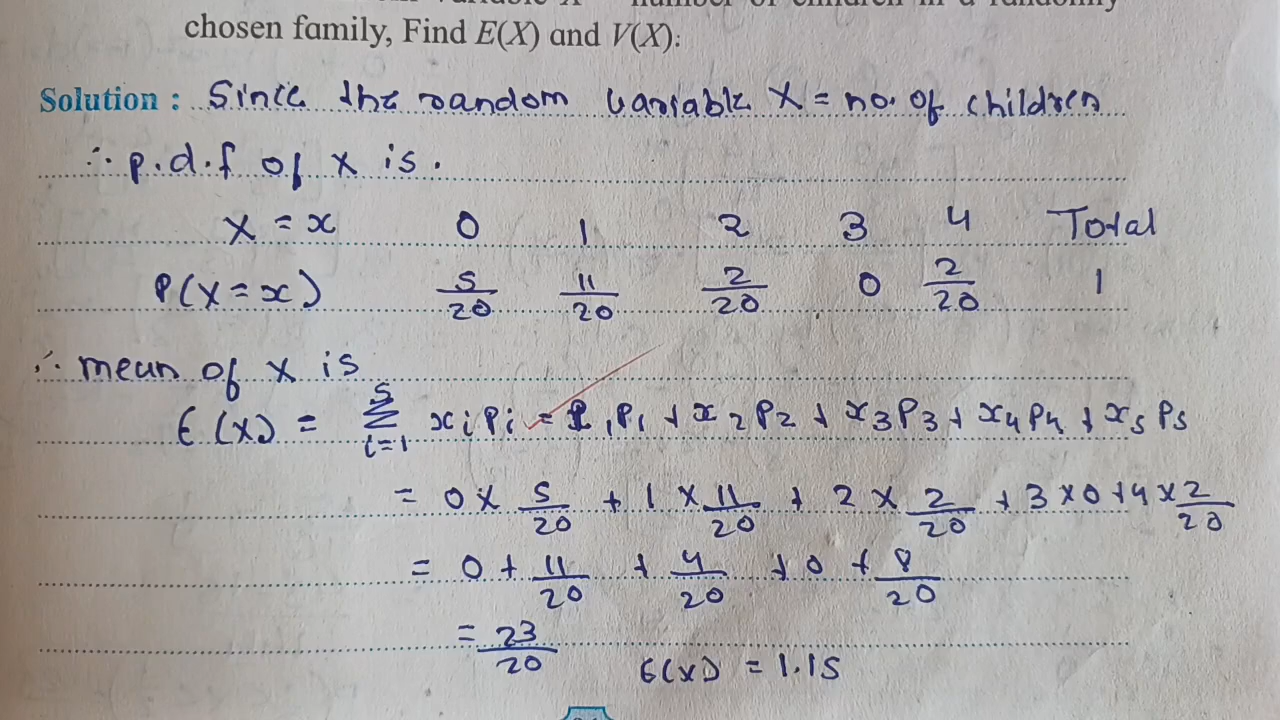 chosen family, Find E(X) and V(X):
Solution : Since the random variable X = no. of children
∴ p.d.f of X is.
X = x 0 1 2 3 4 Total
P(X=x) 5/20 11/20 2/20 0 2/20 1
∴ mean of X is
E(X) = 5 Σ i=1 xipi = x1P1 + x2P2 + x3P3 + x4P4 + x5P5
= 0 × 5/20 + 1 × 11/20 + 2 × 2/20 + 3 × 0 + 4 × 2/20
= 0 + 11/20 + 4/20 + 0 + 8/20
= 23/20 E(X) = 1.15